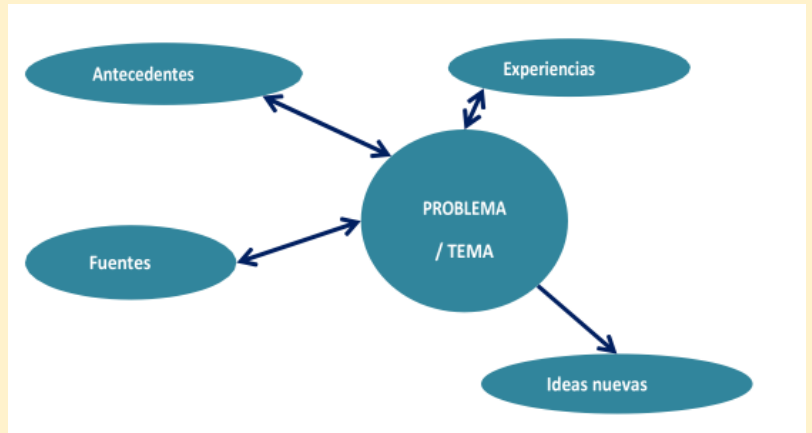 Antecedentes
Experiencias
PROBLEMA
/ TEMA
Fuentes
Ideas nuevas